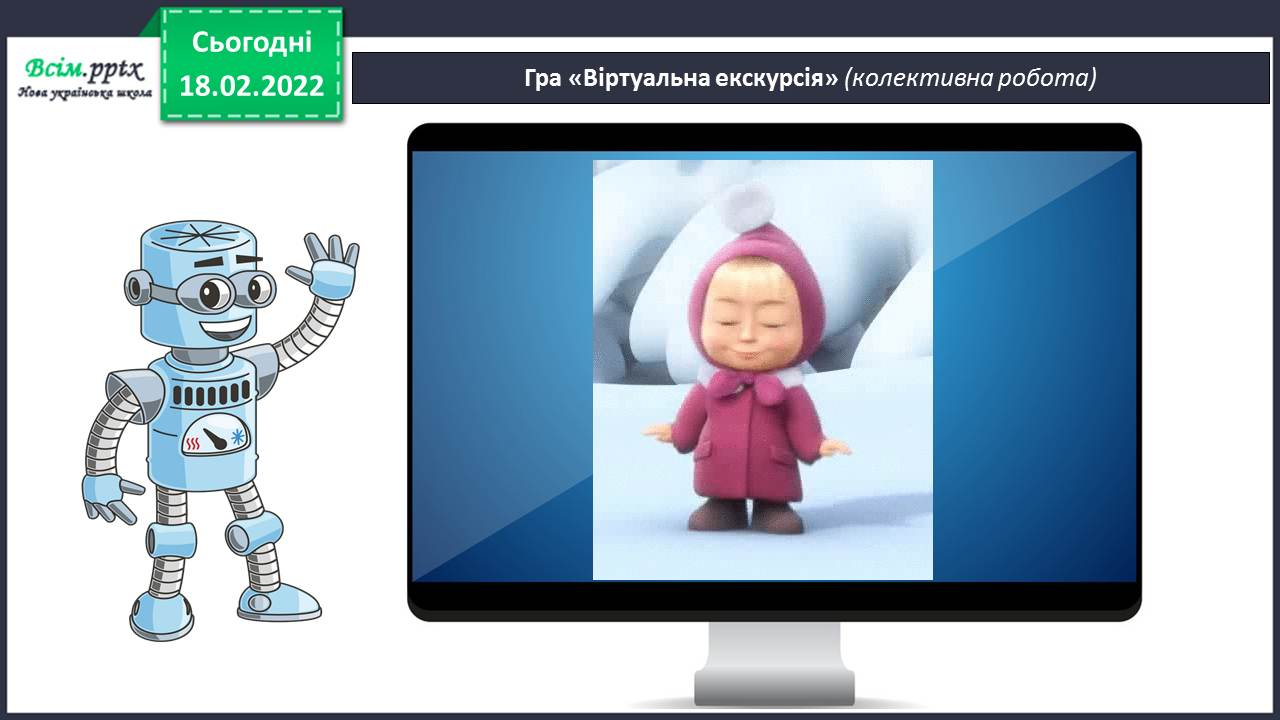 Сьогодні
18.02.2022
Всім.pptx
Нова українська школа
Гра «Віртуальна екскурсія» (колективна робота)